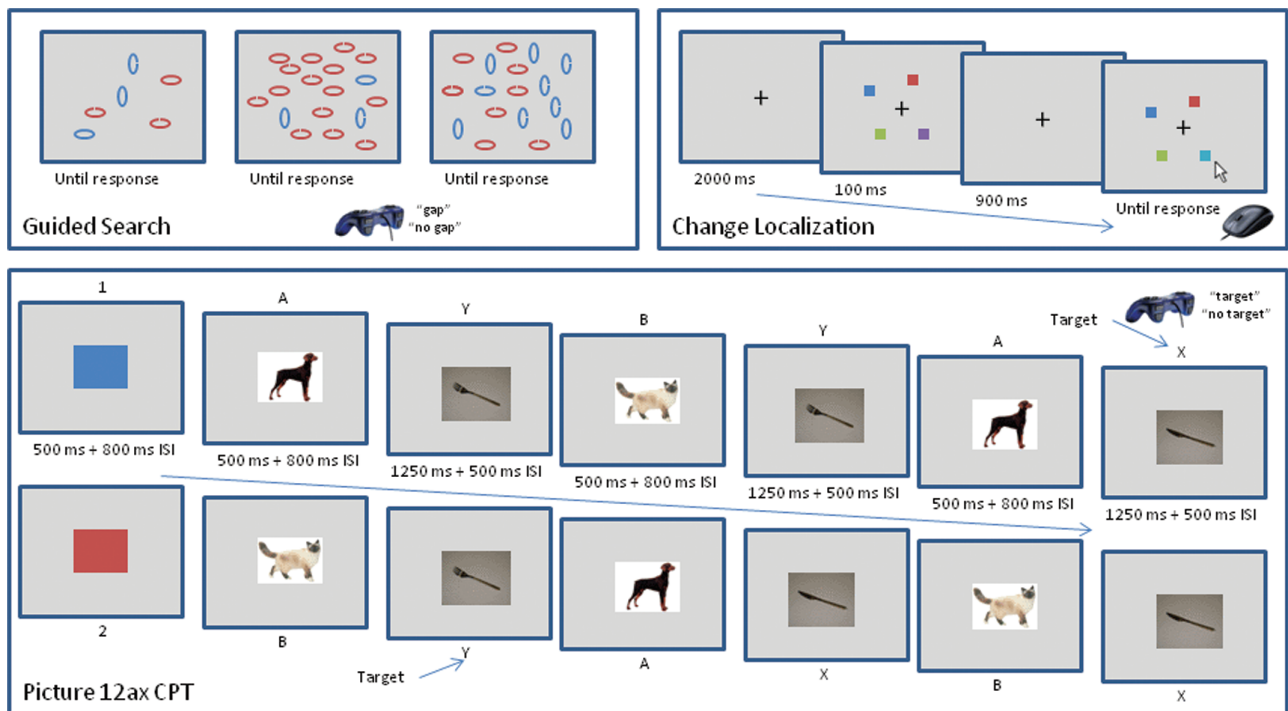 Until response
Until response
Until response
Guided Search
"gap"
"no gap"
2000 ms
100 ms
900 ms
Until response
Change Localization
1
A
Y
B
Y
A
Target
"target"
"no target"
X
500 ms + 800 ms ISI
500 ms + 800 ms ISI
1250 ms + 500 ms ISI
500 ms + 800 ms ISI
1250 ms + 500 ms ISI
500 ms + 800 ms ISI
1250 ms + 500 ms ISI
2
B
Target
Y
A
X
B
X
Picture 12ax CPT